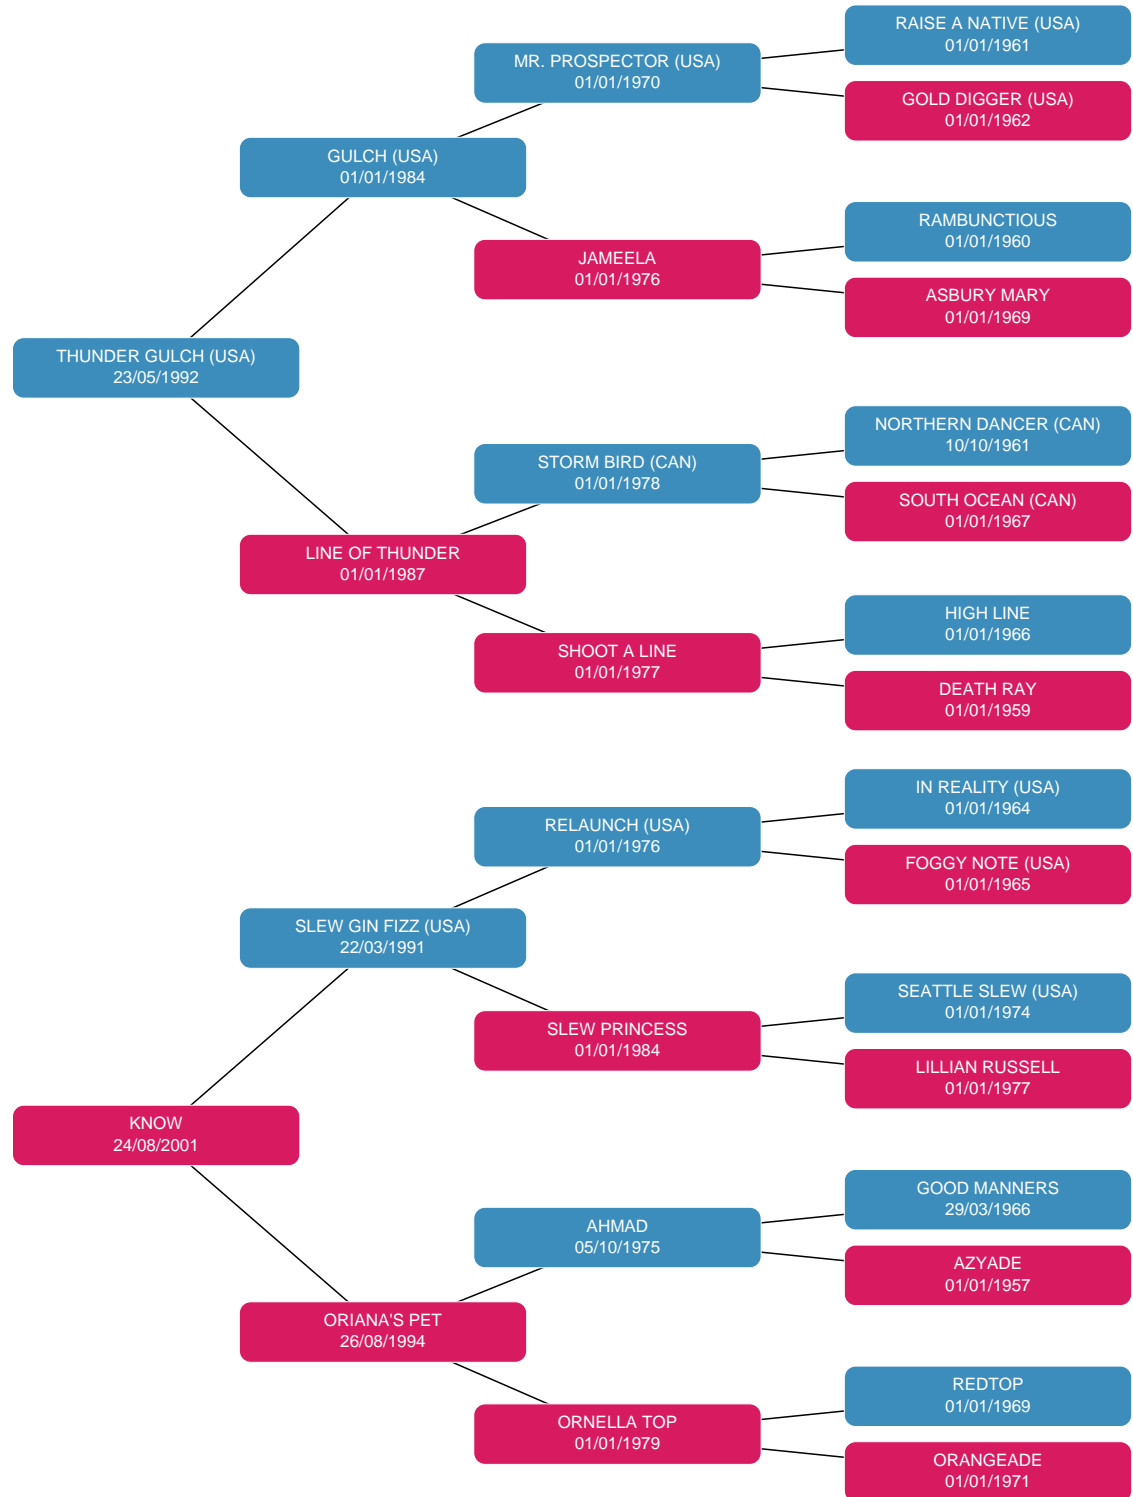 RAISE A NATIVE (USA)
01/01/1961
MR. PROSPECTOR (USA)
01/01/1970
GOLD DIGGER (USA)
01/01/1962
GULCH (USA)
01/01/1984
RAMBUNCTIOUS
01/01/1960
JAMEELA
01/01/1976
ASBURY MARY
01/01/1969
THUNDER GULCH (USA)
23/05/1992
NORTHERN DANCER (CAN)
10/10/1961
STORM BIRD (CAN)
01/01/1978
SOUTH OCEAN (CAN)
01/01/1967
LINE OF THUNDER
01/01/1987
HIGH LINE
01/01/1966
SHOOT A LINE
01/01/1977
DEATH RAY
01/01/1959
IN REALITY (USA)
01/01/1964
RELAUNCH (USA)
01/01/1976
FOGGY NOTE (USA)
01/01/1965
SLEW GIN FIZZ (USA)
22/03/1991
SEATTLE SLEW (USA)
01/01/1974
SLEW PRINCESS
01/01/1984
LILLIAN RUSSELL
01/01/1977
KNOW
24/08/2001
GOOD MANNERS
29/03/1966
AHMAD
05/10/1975
AZYADE
01/01/1957
ORIANA'S PET
26/08/1994
REDTOP
01/01/1969
ORNELLA TOP
01/01/1979
ORANGEADE
01/01/1971